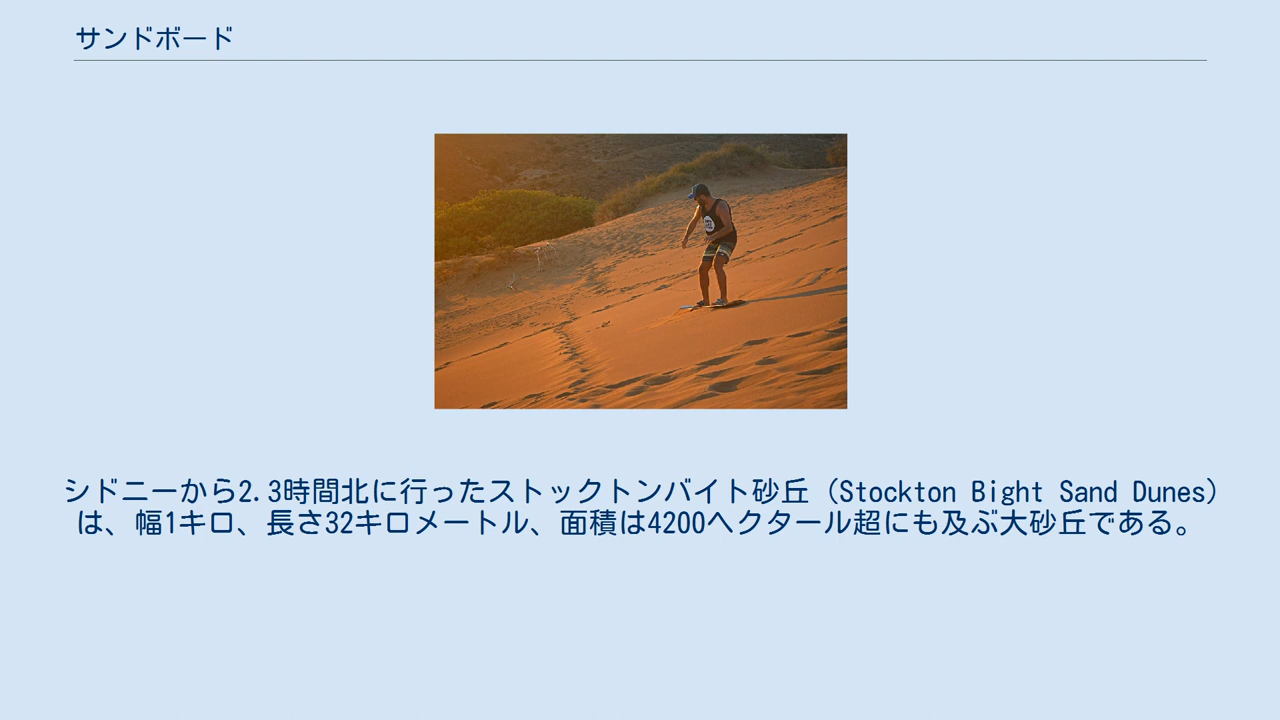 サンドボード
シドニーから2.3時間北に行ったストックトンバイト砂丘（Stockton Bight Sand Dunes）
は、幅1キロ、長さ32キロメートル、面積は4200ヘクタール超にも及ぶ大砂丘である。